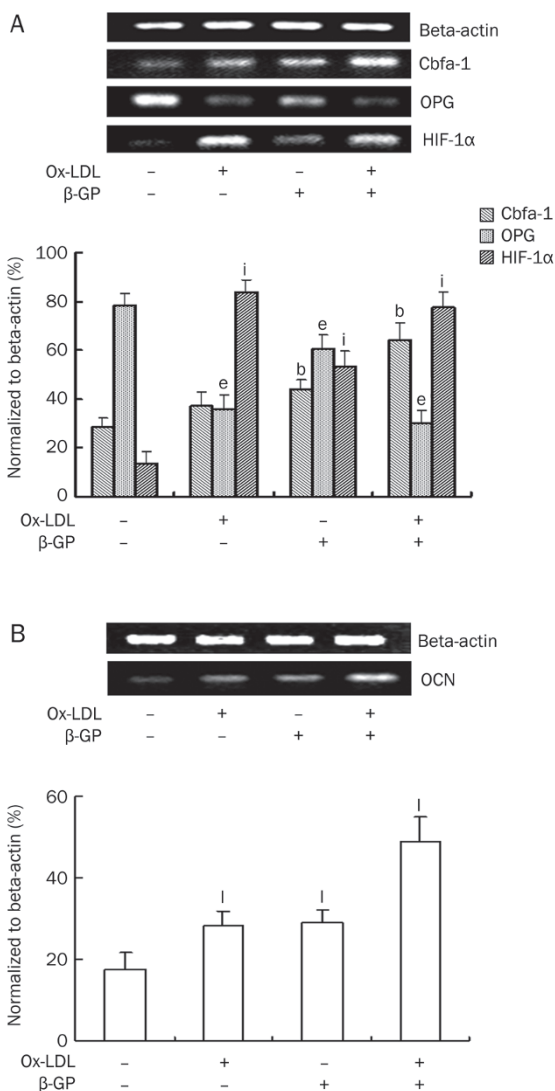 A
Beta-actin
Cbfa-1
OPG
HIF-1α
Ox-LDL – + – +
β-GP – – + +
Cbfa-1
OPG
HIF-1α
Normalized to beta-actin (%)
100
80
60
40
20
0
e i b e i b e i
Ox-LDL – + – +
β-GP – – + +
B
Beta-actin
OCN
Ox-LDL – + – +
β-GP – – + +
Normalized to beta-actin (%)
60
40
20
0
l l l
Ox-LDL – + – +
β-GP – – + +